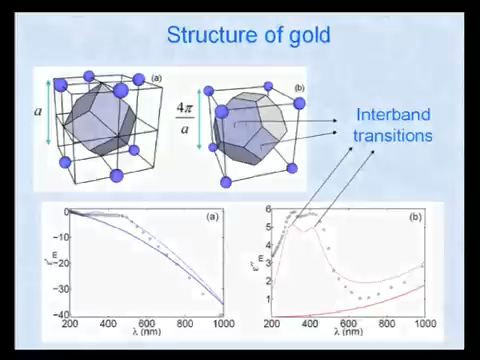 Structure of gold
(a)
a
(b)
4π
a
Interband
transitions
(a)
0
−10
−20
−30
−40
200 400 600 800 1000
ε'm
λ (nm)
(b)
6
5
4
3
2
1
200 400 600 800 1000
ε''m
λ (nm)